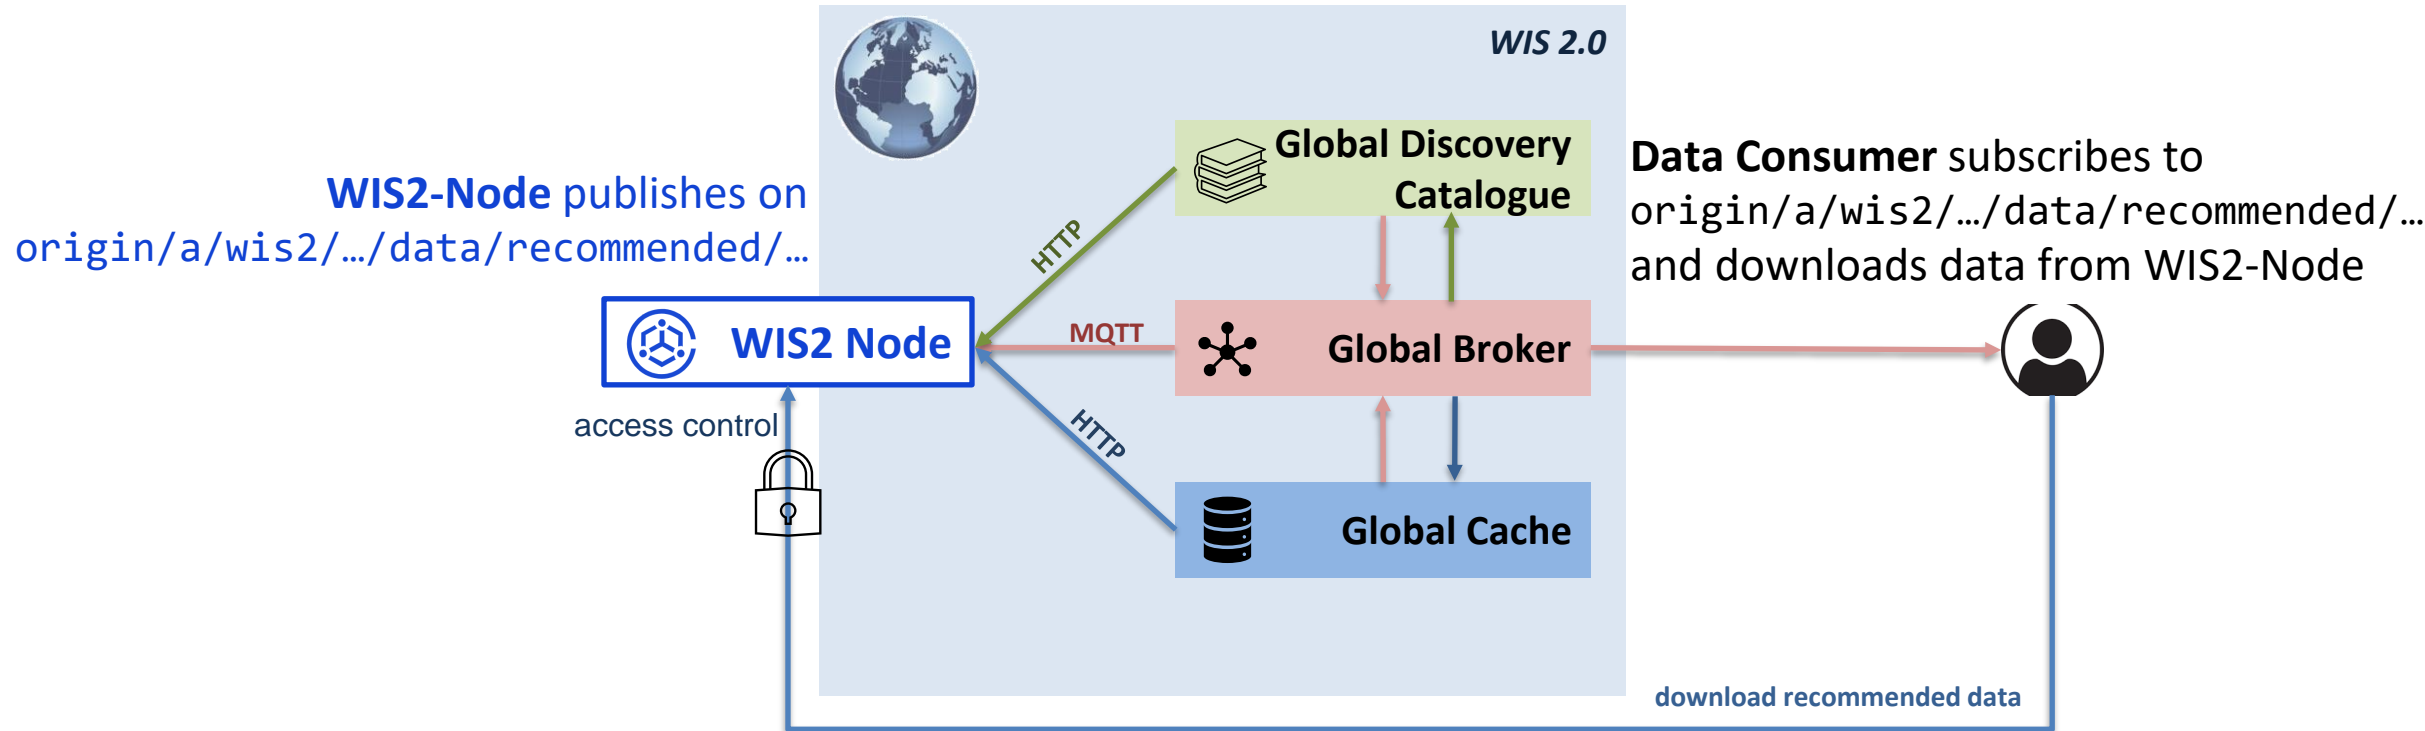 WIS 2.0
WIS2-Node publishes on
origin/a/wis2/…/data/recommended/…
Global Discovery
Catalogue
Data Consumer subscribes to
origin/a/wis2/…/data/recommended/…
and downloads data from WIS2-Node
HTTP
WIS2 Node
MQTT
Global Broker
access control
HTTP
Global Cache
download recommended data